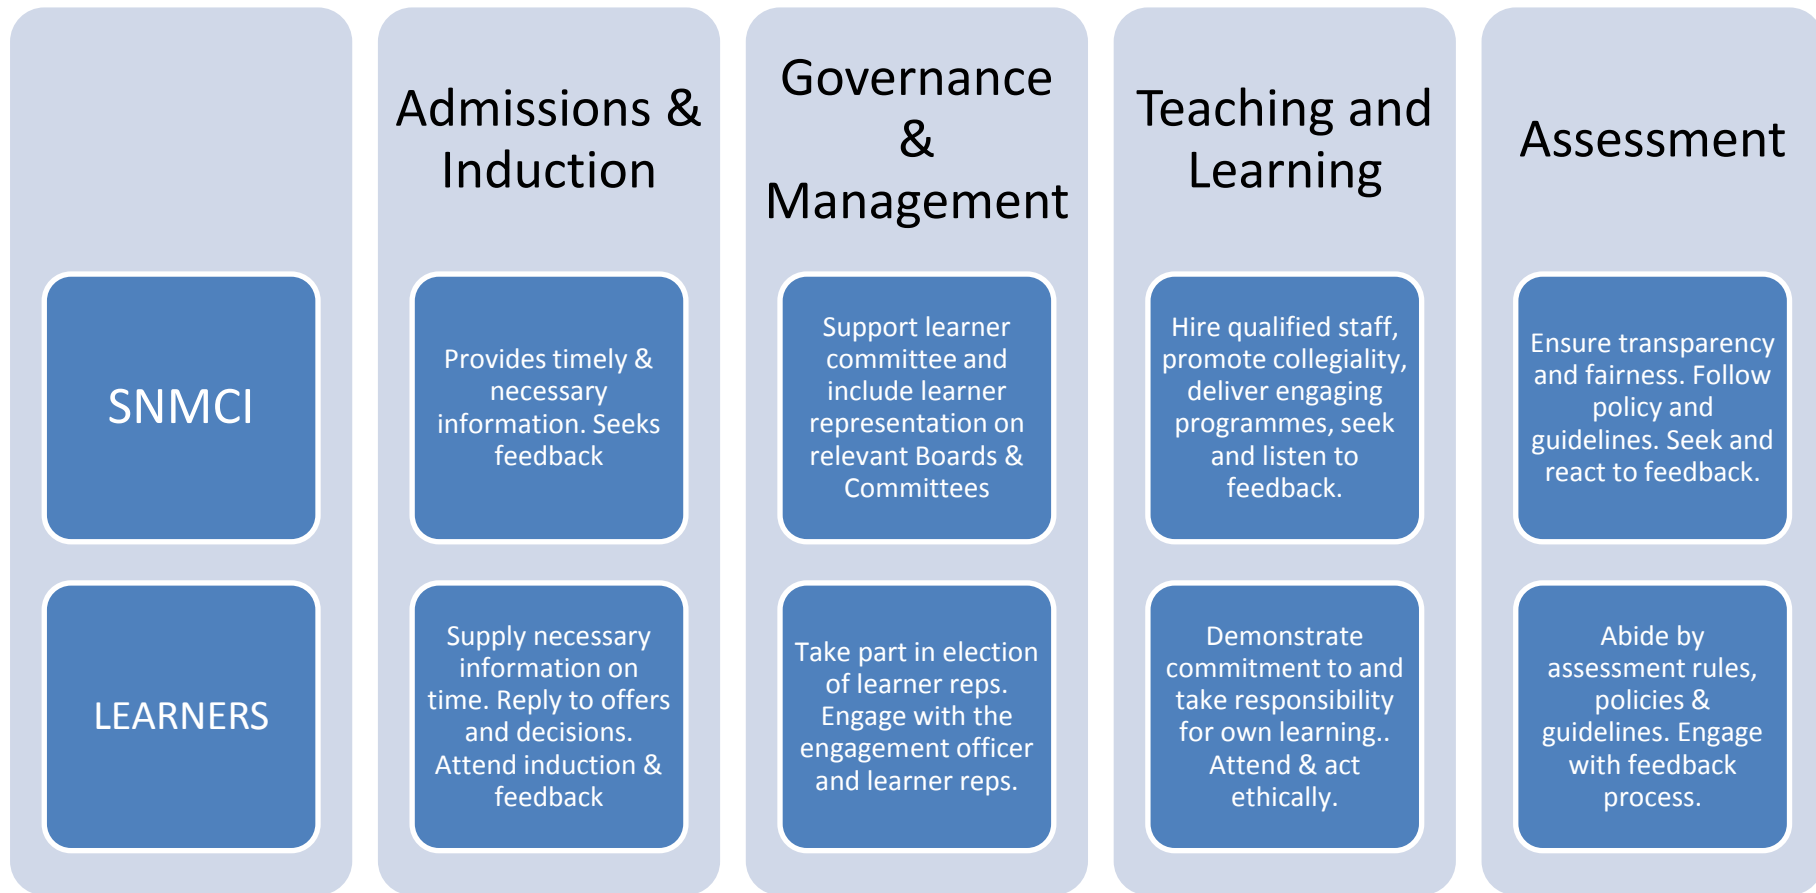 Admissions &
Induction
Governance
&
Management
Teaching and
Learning
Assessment
SNMCI
Provides timely &
necessary
information. Seeks
feedback
Support learner
committee and
include learner
representation on
relevant Boards &
Committees
Hire qualified staff,
promote collegiality,
deliver engaging
programmes, seek
and listen to
feedback.
Ensure transparency
and fairness. Follow
policy and
guidelines. Seek and
react to feedback.
LEARNERS
Supply necessary
information on
time. Reply to offers
and decisions.
Attend induction &
feedback
Take part in election
of learner reps.
Engage with the
engagement officer
and learner reps.
Demonstrate
commitment to and
take responsibility
for own learning..
Attend & act
ethically.
Abide by
assessment rules,
policies &
guidelines. Engage
with feedback
process.